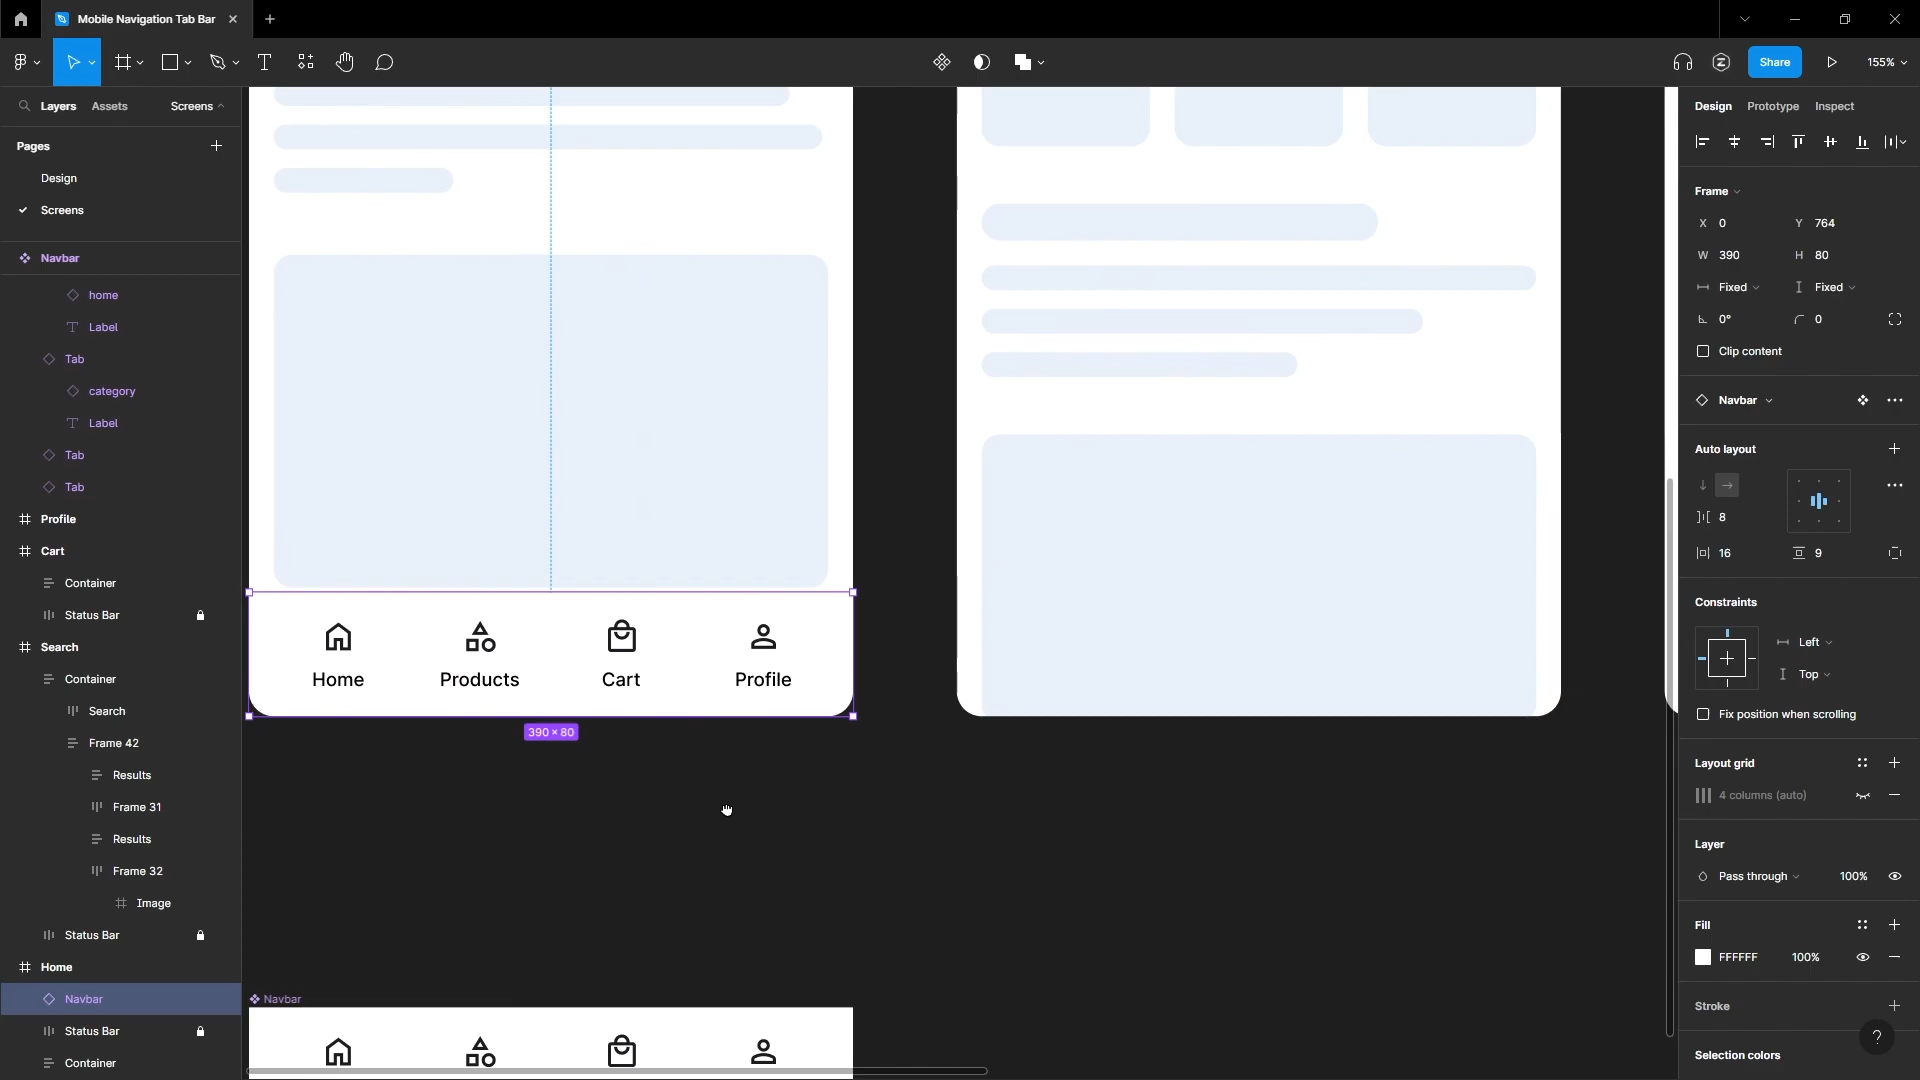 Mobile Navigation Tab Bar
Share
155%
Layers
Assets
Screens
Design
Prototype
Inspect
Pages
Design
Screens
Navbar
home
Label
Tab
category
Label
Tab
Tab
Profile
Cart
Container
Status Bar
Search
Container
Search
Frame 42
Results
Frame 31
Results
Frame 32
Image
Status Bar
Home
Navbar
Status Bar
Container
Home
Products
Cart
Profile
390 × 80
Navbar
Frame
X 0
Y 764
W 390
H 80
Fixed
Fixed
0°
0
Clip content
Navbar
Auto layout
8
16
9
Constraints
Left
Top
Fix position when scrolling
Layout grid
4 columns (auto)
Layer
Pass through
100%
Fill
FFFFFF
100%
Stroke
?
Selection colors